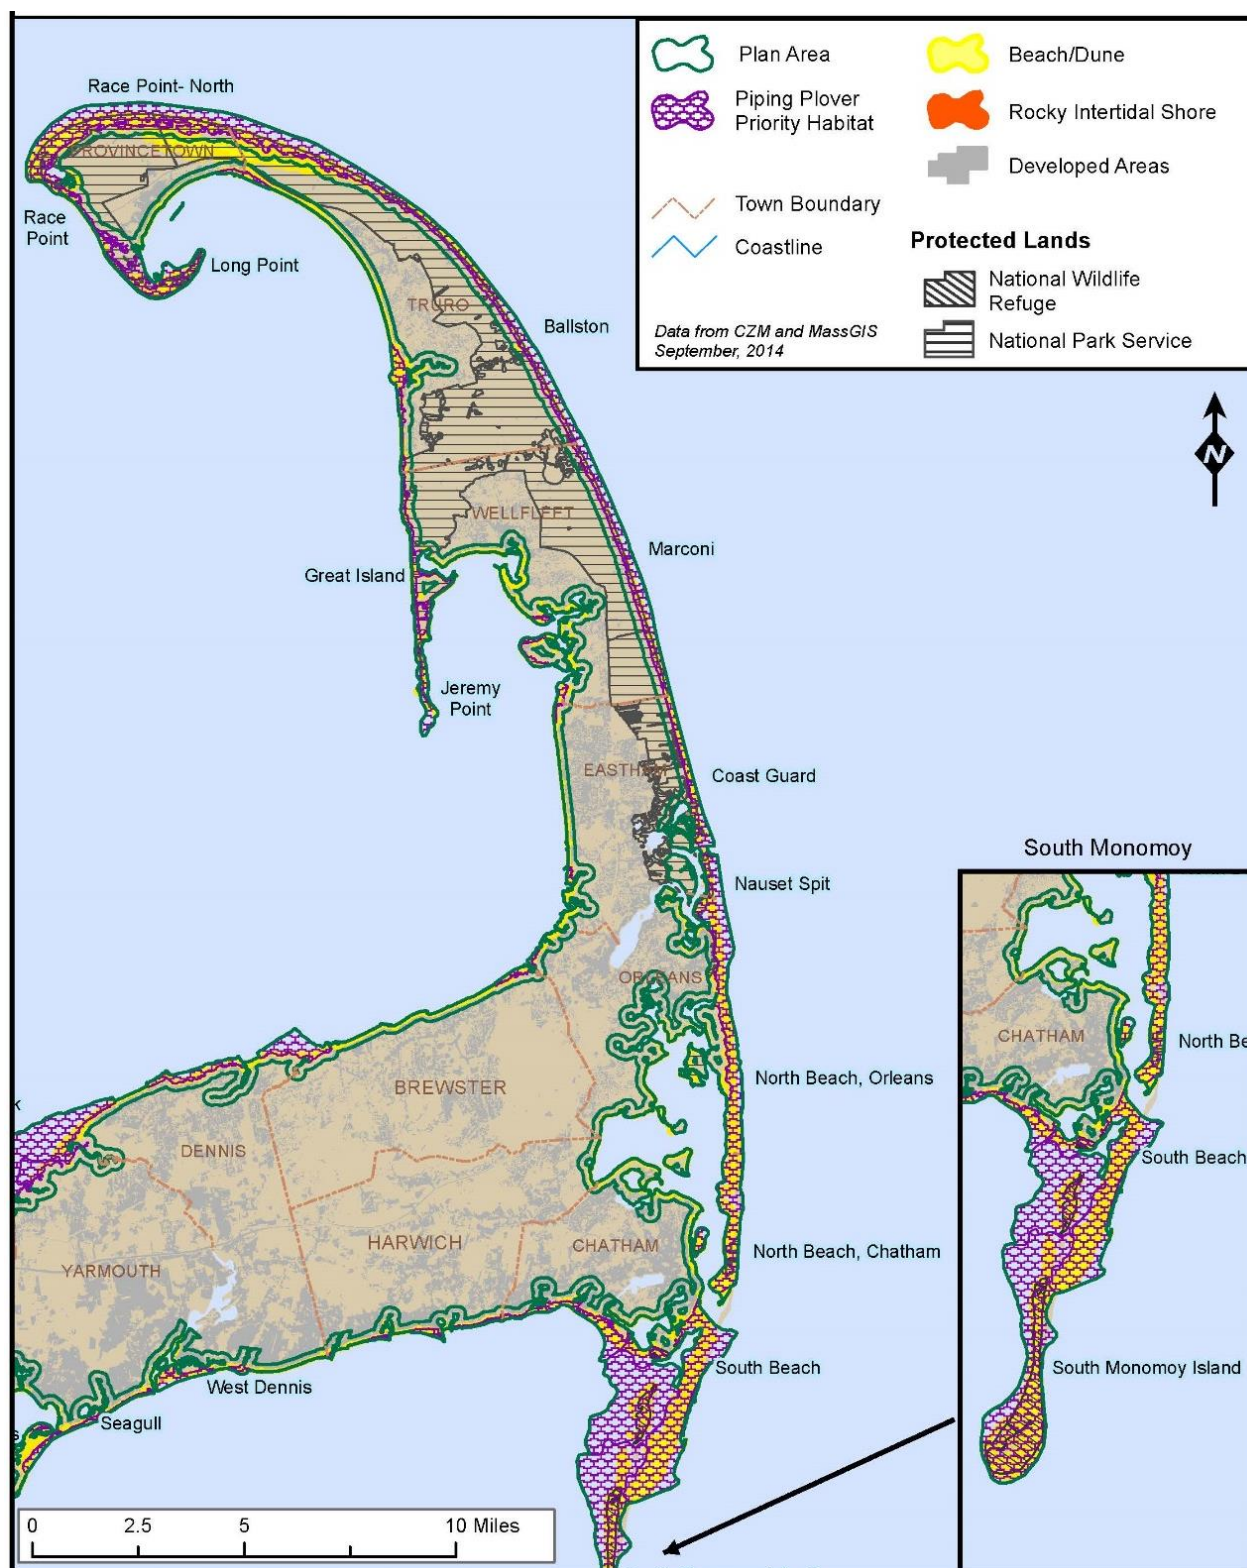 Plan Area
Beach/Dune
Piping Plover
Priority Habitat
Rocky Intertidal Shore
Developed Areas
Town Boundary
Coastline
Protected Lands
National Wildlife
Refuge
National Park Service
Data from CZM and MassGIS
September, 2014
N
Race Point- North
PROVINCETOWN
Race
Point
Long Point
TRURO
Ballston
WELLFLEET
Marconi
Great Island
Jeremy
Point
EASTHAM
Coast Guard
Nauset Spit
ORLEANS
BREWSTER
North Beach, Orleans
DENNIS
HARWICH
CHATHAM
North Beach, Chatham
YARMOUTH
South Beach
West Dennis
Seagull
k
s
South Monomoy
CHATHAM
North Be
South Beach
South Monomoy Island
0 2.5 5 10 Miles